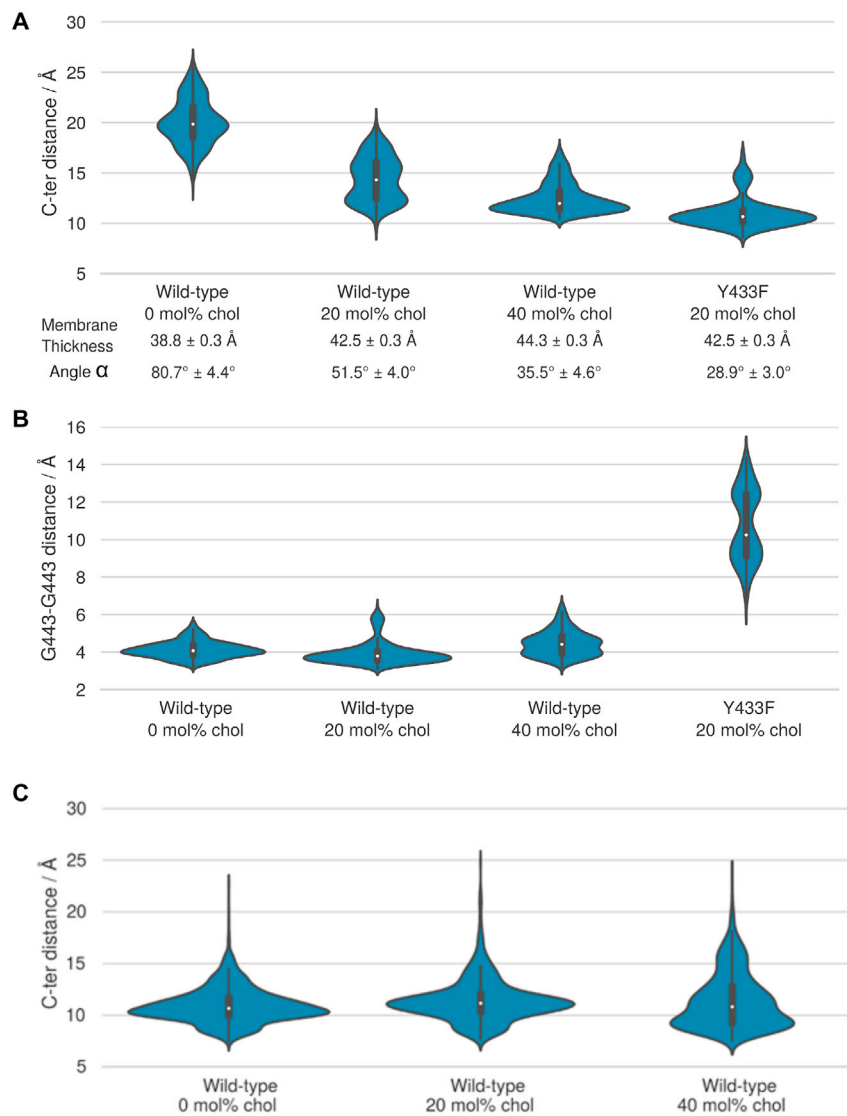 A
C-ter distance / Å
30
25
20
15
10
5
Wild-type Wild-type Wild-type Y433F
0 mol% chol 20 mol% chol 40 mol% chol 20 mol% chol
Membrane
Thickness
38.8 ± 0.3 Å 42.5 ± 0.3 Å 44.3 ± 0.3 Å 42.5 ± 0.3 Å
Angle α 80.7° ± 4.4° 51.5° ± 4.0° 35.5° ± 4.6° 28.9° ± 3.0°
B
G443-G443 distance / Å
16
14
12
10
8
6
4
2
Wild-type Wild-type Wild-type Y433F
0 mol% chol 20 mol% chol 40 mol% chol 20 mol% chol
C
C-ter distance / Å
30
25
20
15
10
5
Wild-type Wild-type Wild-type
0 mol% chol 20 mol% chol 40 mol% chol